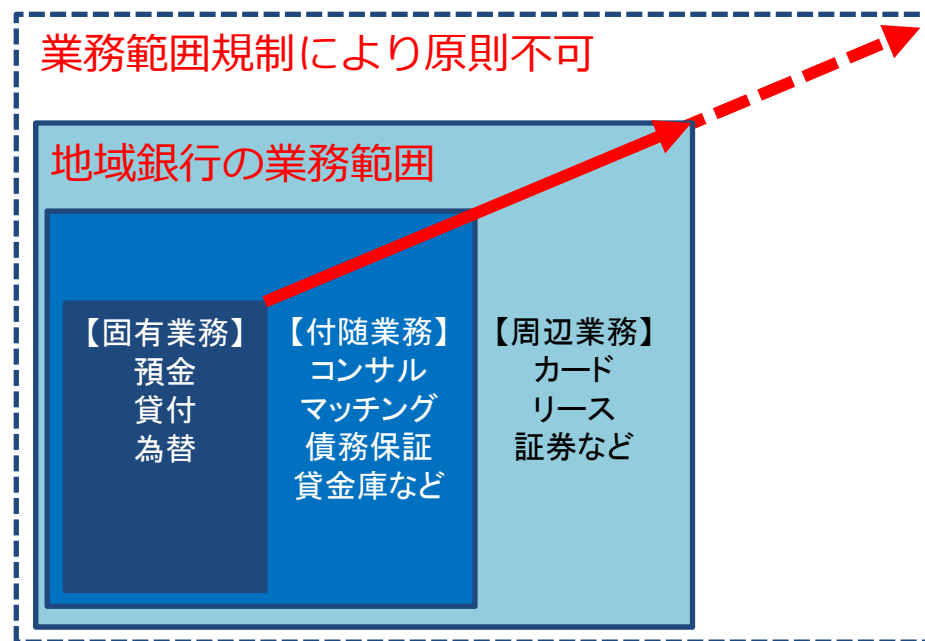 業務範囲規制により原則不可
地域銀行の業務範囲
【固有業務】
預金
貸付
為替
【付随業務】
コンサル
マッチング
債務保証
貸金庫など
【周辺業務】
カード
リース
証券など